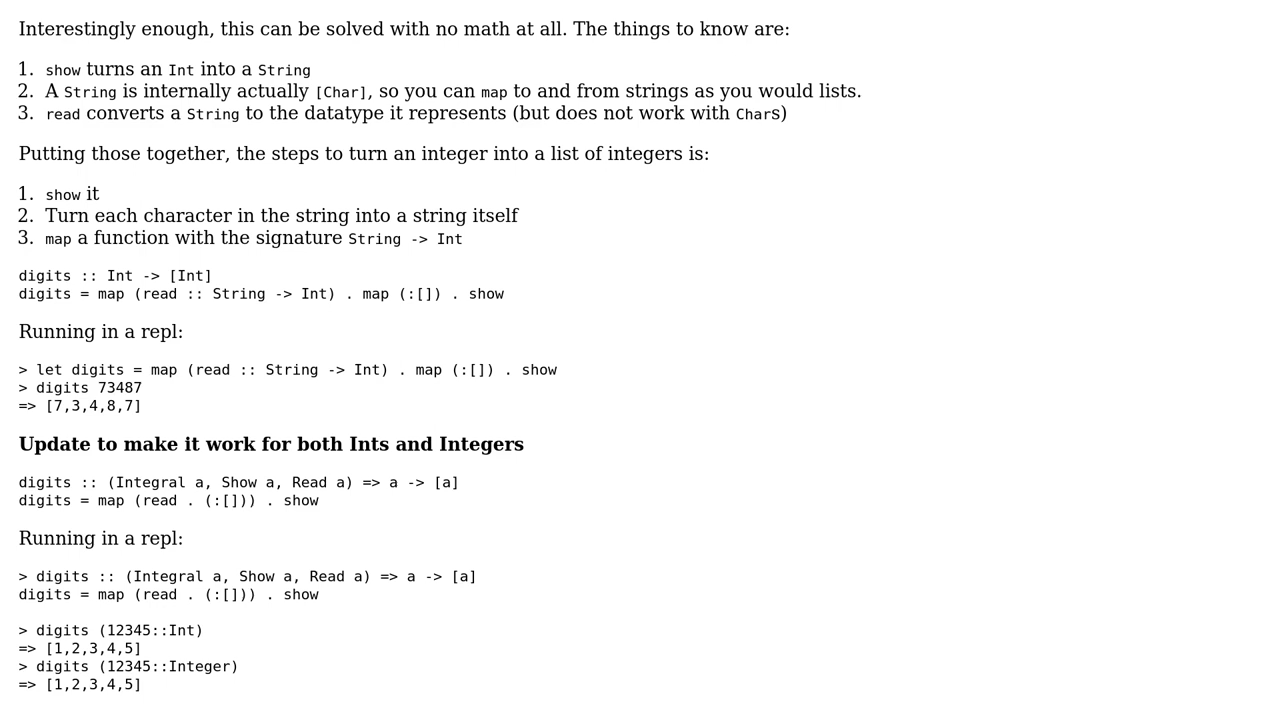 Interestingly enough, this can be solved with no math at all. The things to know are:
1. show turns an Int into a String
2. A String is internally actually [Char], so you can map to and from strings as you would lists.
3. read converts a String to the datatype it represents (but does not work with Chars)
Putting those together, the steps to turn an integer into a list of integers is:
1. show it
2. Turn each character in the string into a string itself
3. map a function with the signature String -> Int
digits :: Int -> [Int]
digits = map (read :: String -> Int) . map (:[]) . show
Running in a repl:
> let digits = map (read :: String -> Int) . map (:[]) . show
> digits 73487
=> [7,3,4,8,7]
Update to make it work for both Ints and Integers
digits :: (Integral a, Show a, Read a) => a -> [a]
digits = map (read . (:[])) . show
Running in a repl:
> digits :: (Integral a, Show a, Read a) => a -> [a]
digits = map (read . (:[])) . show
> digits (12345::Int)
=> [1,2,3,4,5]
> digits (12345::Integer)
=> [1,2,3,4,5]